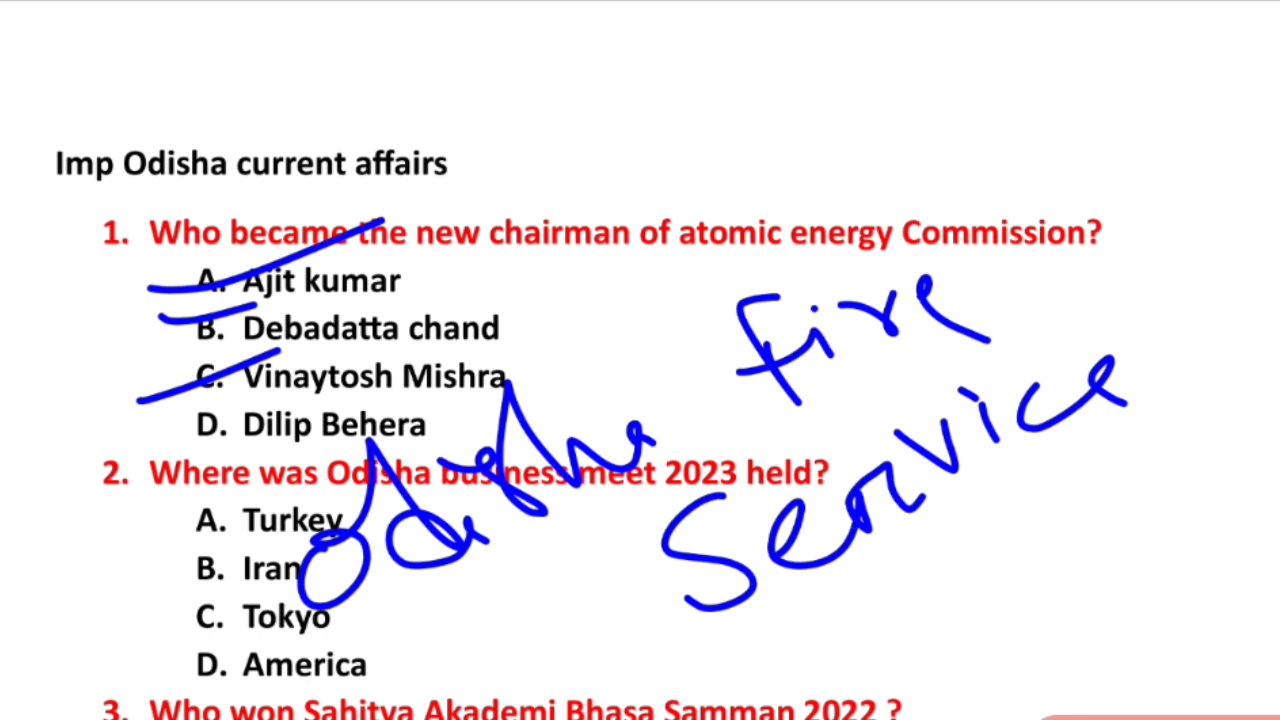 Imp Odisha current affairs
1. Who became the new chairman of atomic energy Commission?
A. Ajit kumar
B. Debadatta chand
C. Vinaytosh Mishra
D. Dilip Behera
2. Where was Odisha business meet 2023 held?
A. Turkey
B. Iran
C. Tokyo
D. America
3. Who won Sahitya Akademi Bhasa Samman 2022 ?
Odisha Fire
Service